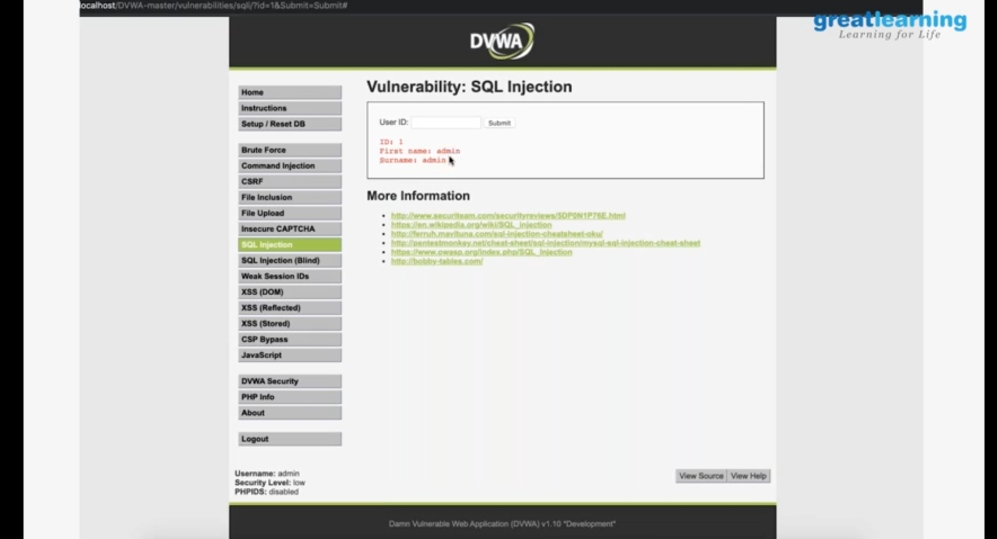 localhost/DVWA-master/vulnerabilities/sqli/?id=1&Submit=Submit#
greatlearning
Learning for Life
DVWA
Home
Instructions
Setup / Reset DB
Brute Force
Command Injection
CSRF
File Inclusion
File Upload
Insecure CAPTCHA
SQL Injection
SQL Injection (Blind)
Weak Session IDs
XSS (DOM)
XSS (Reflected)
XSS (Stored)
CSP Bypass
JavaScript
DVWA Security
PHP Info
About
Logout
Vulnerability: SQL Injection
User ID:
Submit
ID: 1
First name: admin
Surname: admin
More Information
http://www.securiteam.com/securityreviews/5DP0N1P76E.html
https://en.wikipedia.org/wiki/SQL_injection
http://ferruh.mavituna.com/sql-injection-cheatsheet-oku/
http://pentestmonkey.net/cheat-sheet/sql-injection/mysql-sql-injection-cheat-sheet
https://www.owasp.org/index.php/SQL_Injection
http://bobby-tables.com/
Username: admin
Security Level: low
PHPIDS: disabled
View Source
View Help
Damn Vulnerable Web Application (DVWA) v1.10 *Development*